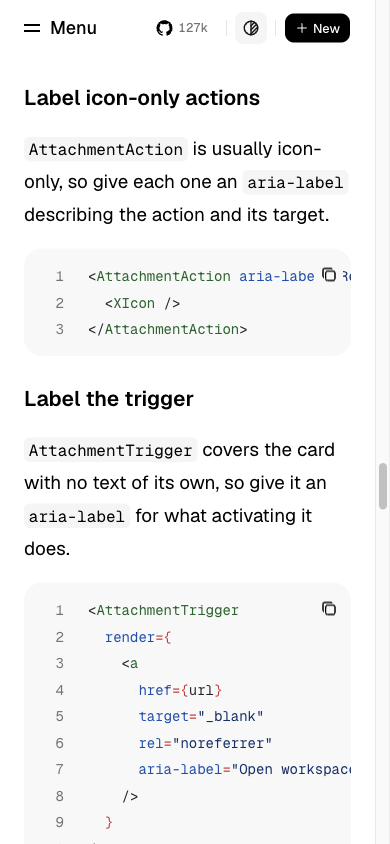 Menu 127k + New
Label icon-only actions
AttachmentAction is usually icon-
only, so give each one an aria-label
describing the action and its target.
1 <AttachmentAction aria-labe
2 <XIcon />
3 </AttachmentAction>
Label the trigger
AttachmentTrigger covers the card
with no text of its own, so give it an
aria-label for what activating it
does.
1 <AttachmentTrigger
2 render={
3 <a
4 href={url}
5 target="_blank"
6 rel="noreferrer"
7 aria-label="Open workspace
8 />
9 }